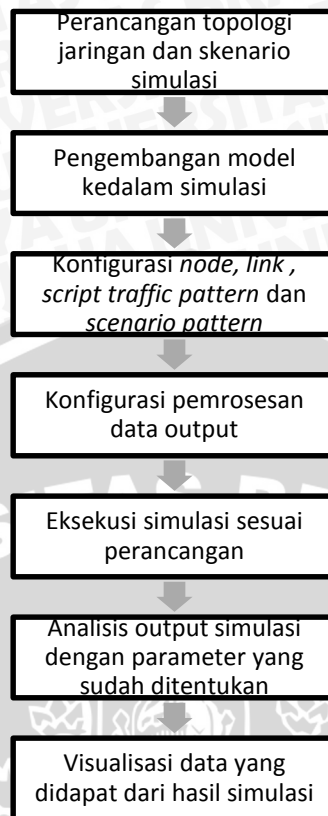 Perancangan topologi
jaringan dan skenario
simulasi
Pengembangan model
kedalam simulasi
Konfigurasi node, link ,
script traffic pattern dan
scenario pattern
Konfigurasi pemrosesan
data output
Eksekusi simulasi sesuai
perancangan
Analisis output simulasi
dengan parameter yang
sudah ditentukan
Visualisasi data yang
didapat dari hasil simulasi